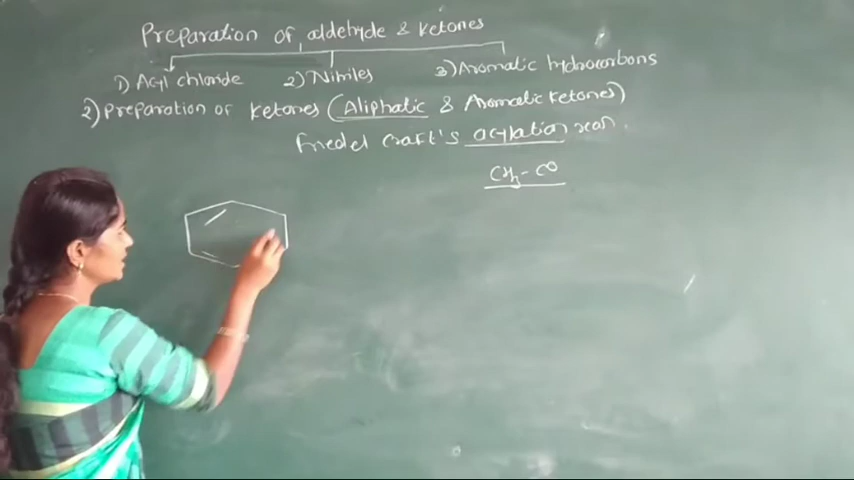 Preparation of aldehyde & ketones
1) Acyl chloride 2) Nitriles 3) Aromatic hydrocarbons
2) Preparation of ketones (Aliphatic & Aromatic ketones)
Friedel Craft's acylation rean.
CH3-CO